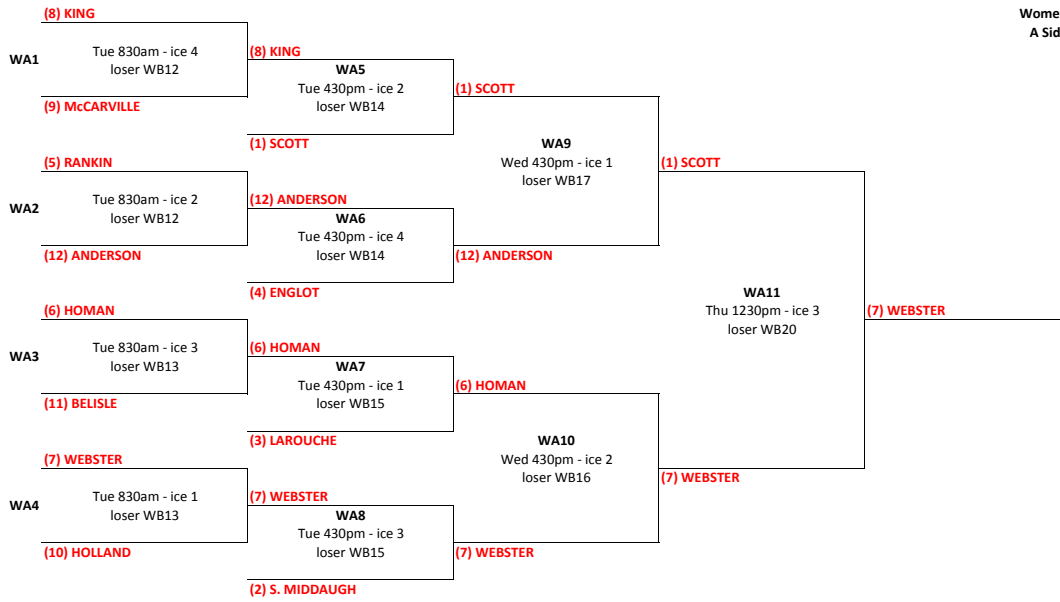 (8) KING
Wome
A Sid
WA1
Tue 830am - ice 4
loser WB12
(8) KING
WA5
Tue 430pm - ice 2
loser WB14
(1) SCOTT
(9) McCARVILLE
(1) SCOTT
WA9
Wed 430pm - ice 1
loser WB17
(1) SCOTT
(5) RANKIN
WA2
Tue 830am - ice 2
loser WB12
(12) ANDERSON
WA6
Tue 430pm - ice 4
loser WB14
(12) ANDERSON
(12) ANDERSON
(4) ENGLOT
WA11
Thu 1230pm - ice 3
loser WB20
(7) WEBSTER
(6) HOMAN
WA3
Tue 830am - ice 3
loser WB13
(6) HOMAN
WA7
Tue 430pm - ice 1
loser WB15
(6) HOMAN
(11) BELISLE
(3) LAROUCHE
WA10
Wed 430pm - ice 2
loser WB16
(7) WEBSTER
(7) WEBSTER
WA4
Tue 830am - ice 1
loser WB13
(7) WEBSTER
WA8
Tue 430pm - ice 3
loser WB15
(7) WEBSTER
(10) HOLLAND
(2) S. MIDDAUGH